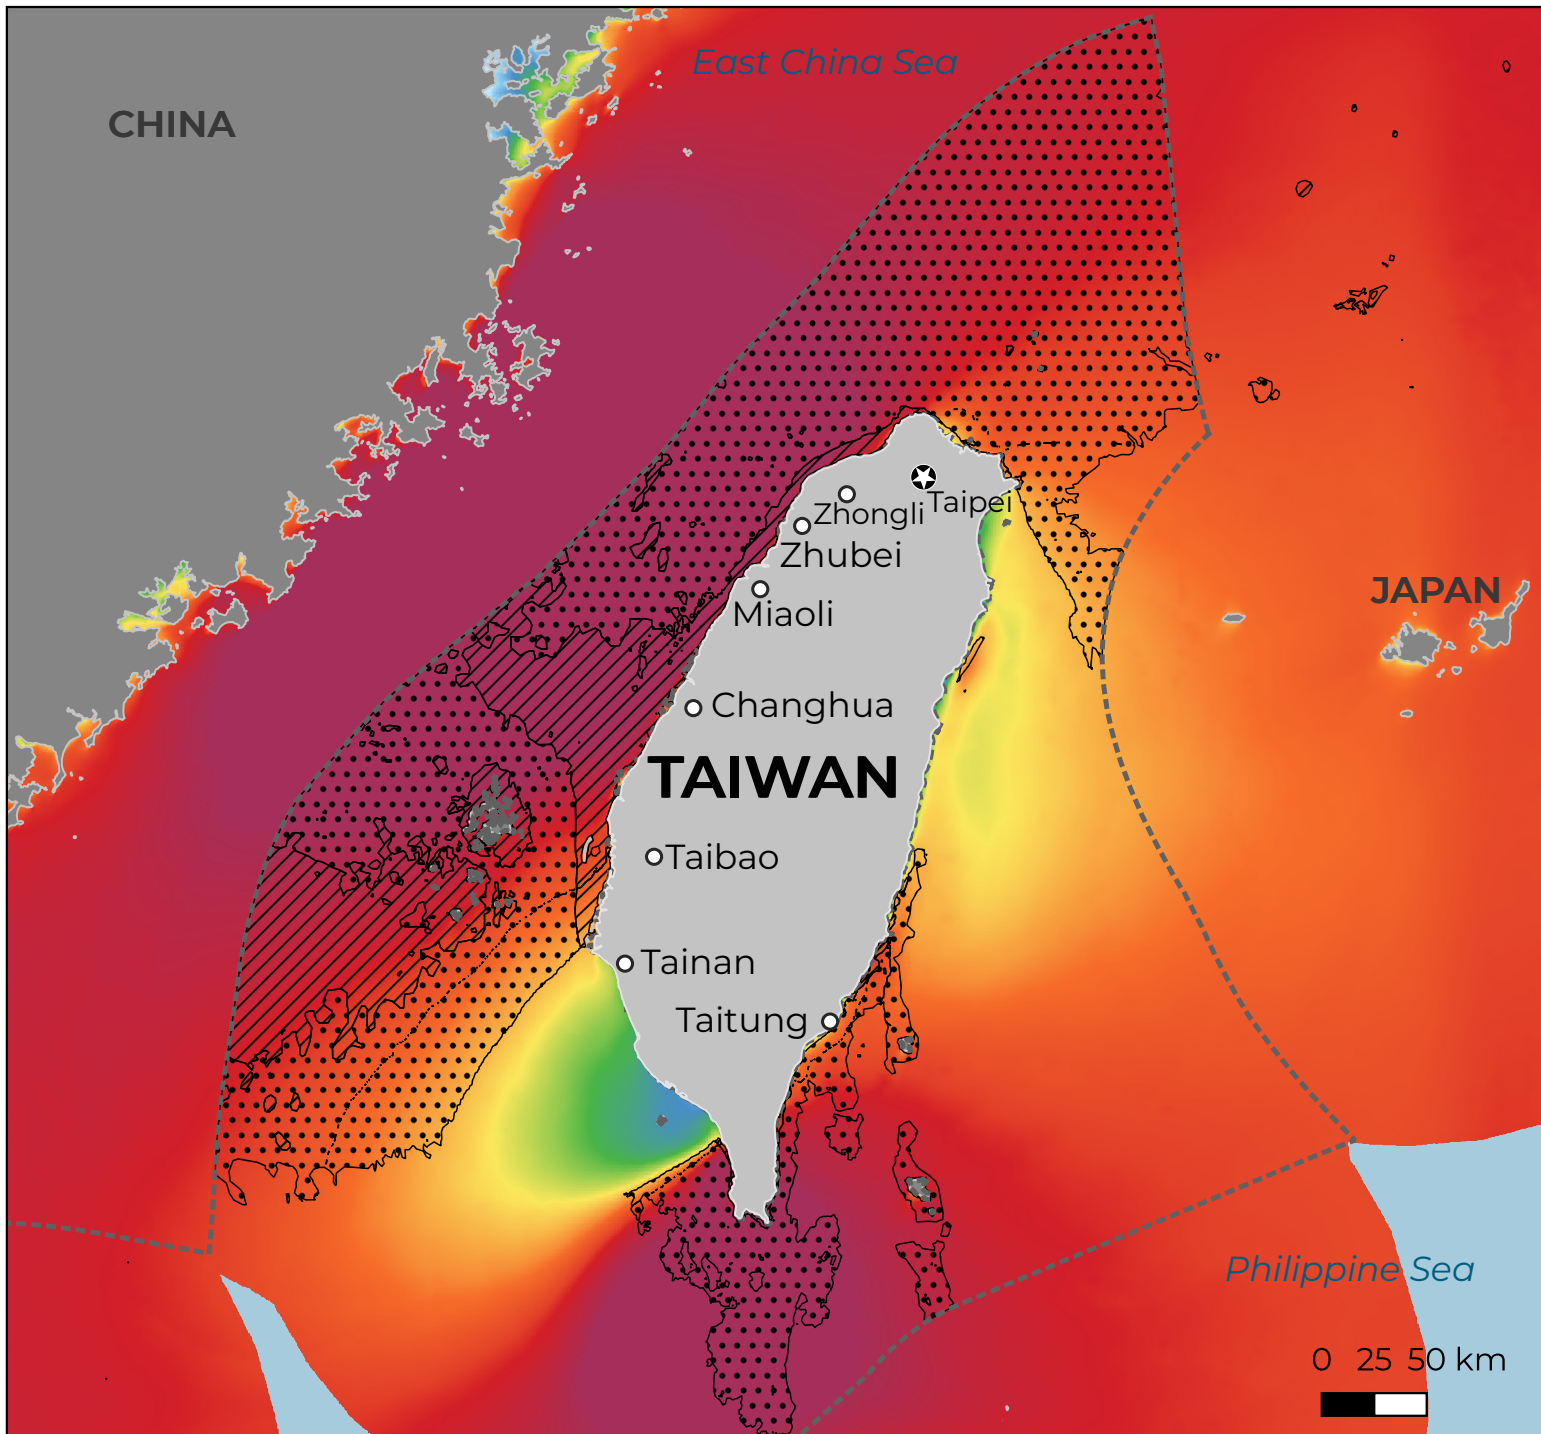 East China Sea
CHINA
Taipei
Zhongli
Zhubei
JAPAN
Miaoli
Changhua
TAIWAN
Taibao
Tainan
Taitung
Philippine Sea
0 25 50 km